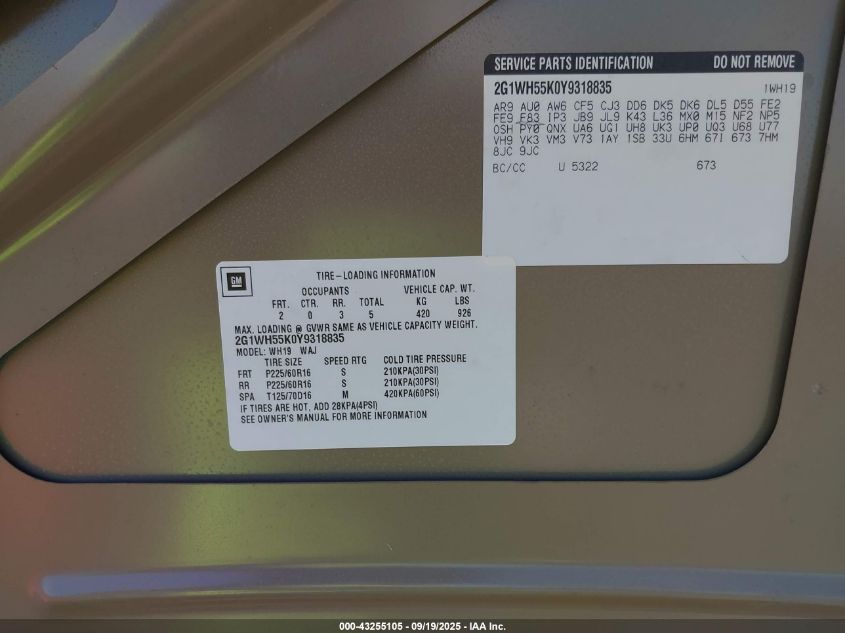 SERVICE PARTS IDENTIFICATION DO NOT REMOVE
2G1WH55K0Y9318835 1WH19
AR9 AU0 AW6 CF5 CJ3 DD6 DK5 DK6 DL5 D55 FE2
FE9 F83 IP3 JB9 JL9 K43 L36 MX0 M15 NF2 NP5
OSH PY0 QNX UA6 UG1 UH8 UK3 UP0 UQ3 U68 U77
VH9 VK3 VM3 V73 1AY 1SB 33U 6HM 67I 673 7HM
8JC 9JC
BC/CC U 5322 673
GM
TIRE-LOADING INFORMATION
OCCUPANTS VEHICLE CAP. WT.
FRT. CTR. RR. TOTAL KG LBS
2 0 3 5 420 926
MAX. LOADING @ GVWR SAME AS VEHICLE CAPACITY WEIGHT.
2G1WH55K0Y9318835
MODEL: WH19 WAJ
TIRE SIZE SPEED RTG COLD TIRE PRESSURE
FRT P225/60R16 S 210KPA(30PSI)
RR P225/60R16 S 210KPA(30PSI)
SPA T125/70D16 M 420KPA(60PSI)
IF TIRES ARE HOT, ADD 28KPA(4PSI)
SEE OWNER'S MANUAL FOR MORE INFORMATION
000-43255105 - 09/19/2025 - IAA Inc.